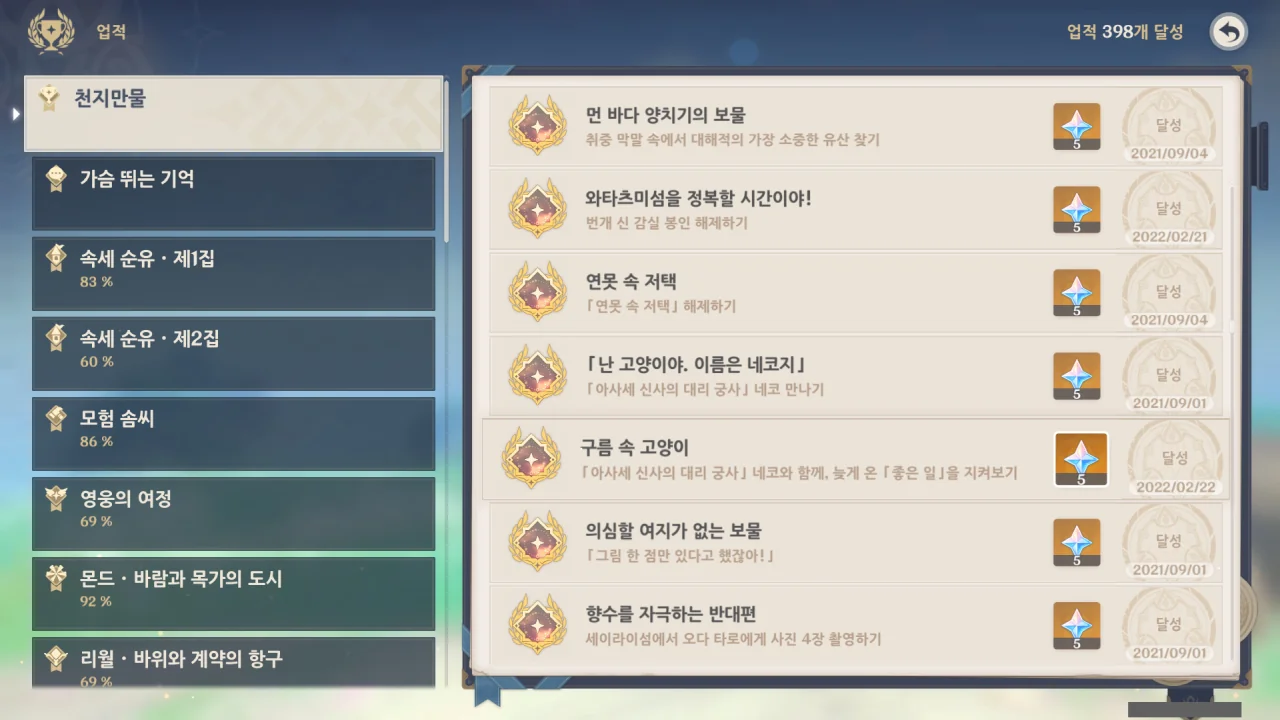 업적
업적 398개 달성
천지만물
가슴 뛰는 기억
속세 순유 · 제1집
83 %
속세 순유 · 제2집
60 %
모험 솜씨
86 %
영웅의 여정
69 %
몬드 · 바람과 목가의 도시
92 %
리월 · 바위와 계약의 항구
69 %
먼 바다 양치기의 보물
취중 막말 속에서 대해적의 가장 소중한 유산 찾기
5
달성
2021/09/04
와타츠미섬을 정복할 시간이야!
번개 신 감실 봉인 해제하기
5
달성
2022/02/21
연못 속 저택
「연못 속 저택」 해제하기
5
달성
2021/09/04
「난 고양이야. 이름은 네코지」
「아사세 신사의 대리 궁사」 네코 만나기
5
달성
2021/09/01
구름 속 고양이
「아사세 신사의 대리 궁사」 네코와 함께, 늦게 온 「좋은 일」을 지켜보기
5
달성
2022/02/22
의심할 여지가 없는 보물
「그림 한 점만 있다고 했잖아!」
5
달성
2021/09/01
향수를 자극하는 반대편
세이라이섬에서 오다 타로에게 사진 4장 촬영하기
5
달성
2021/09/01